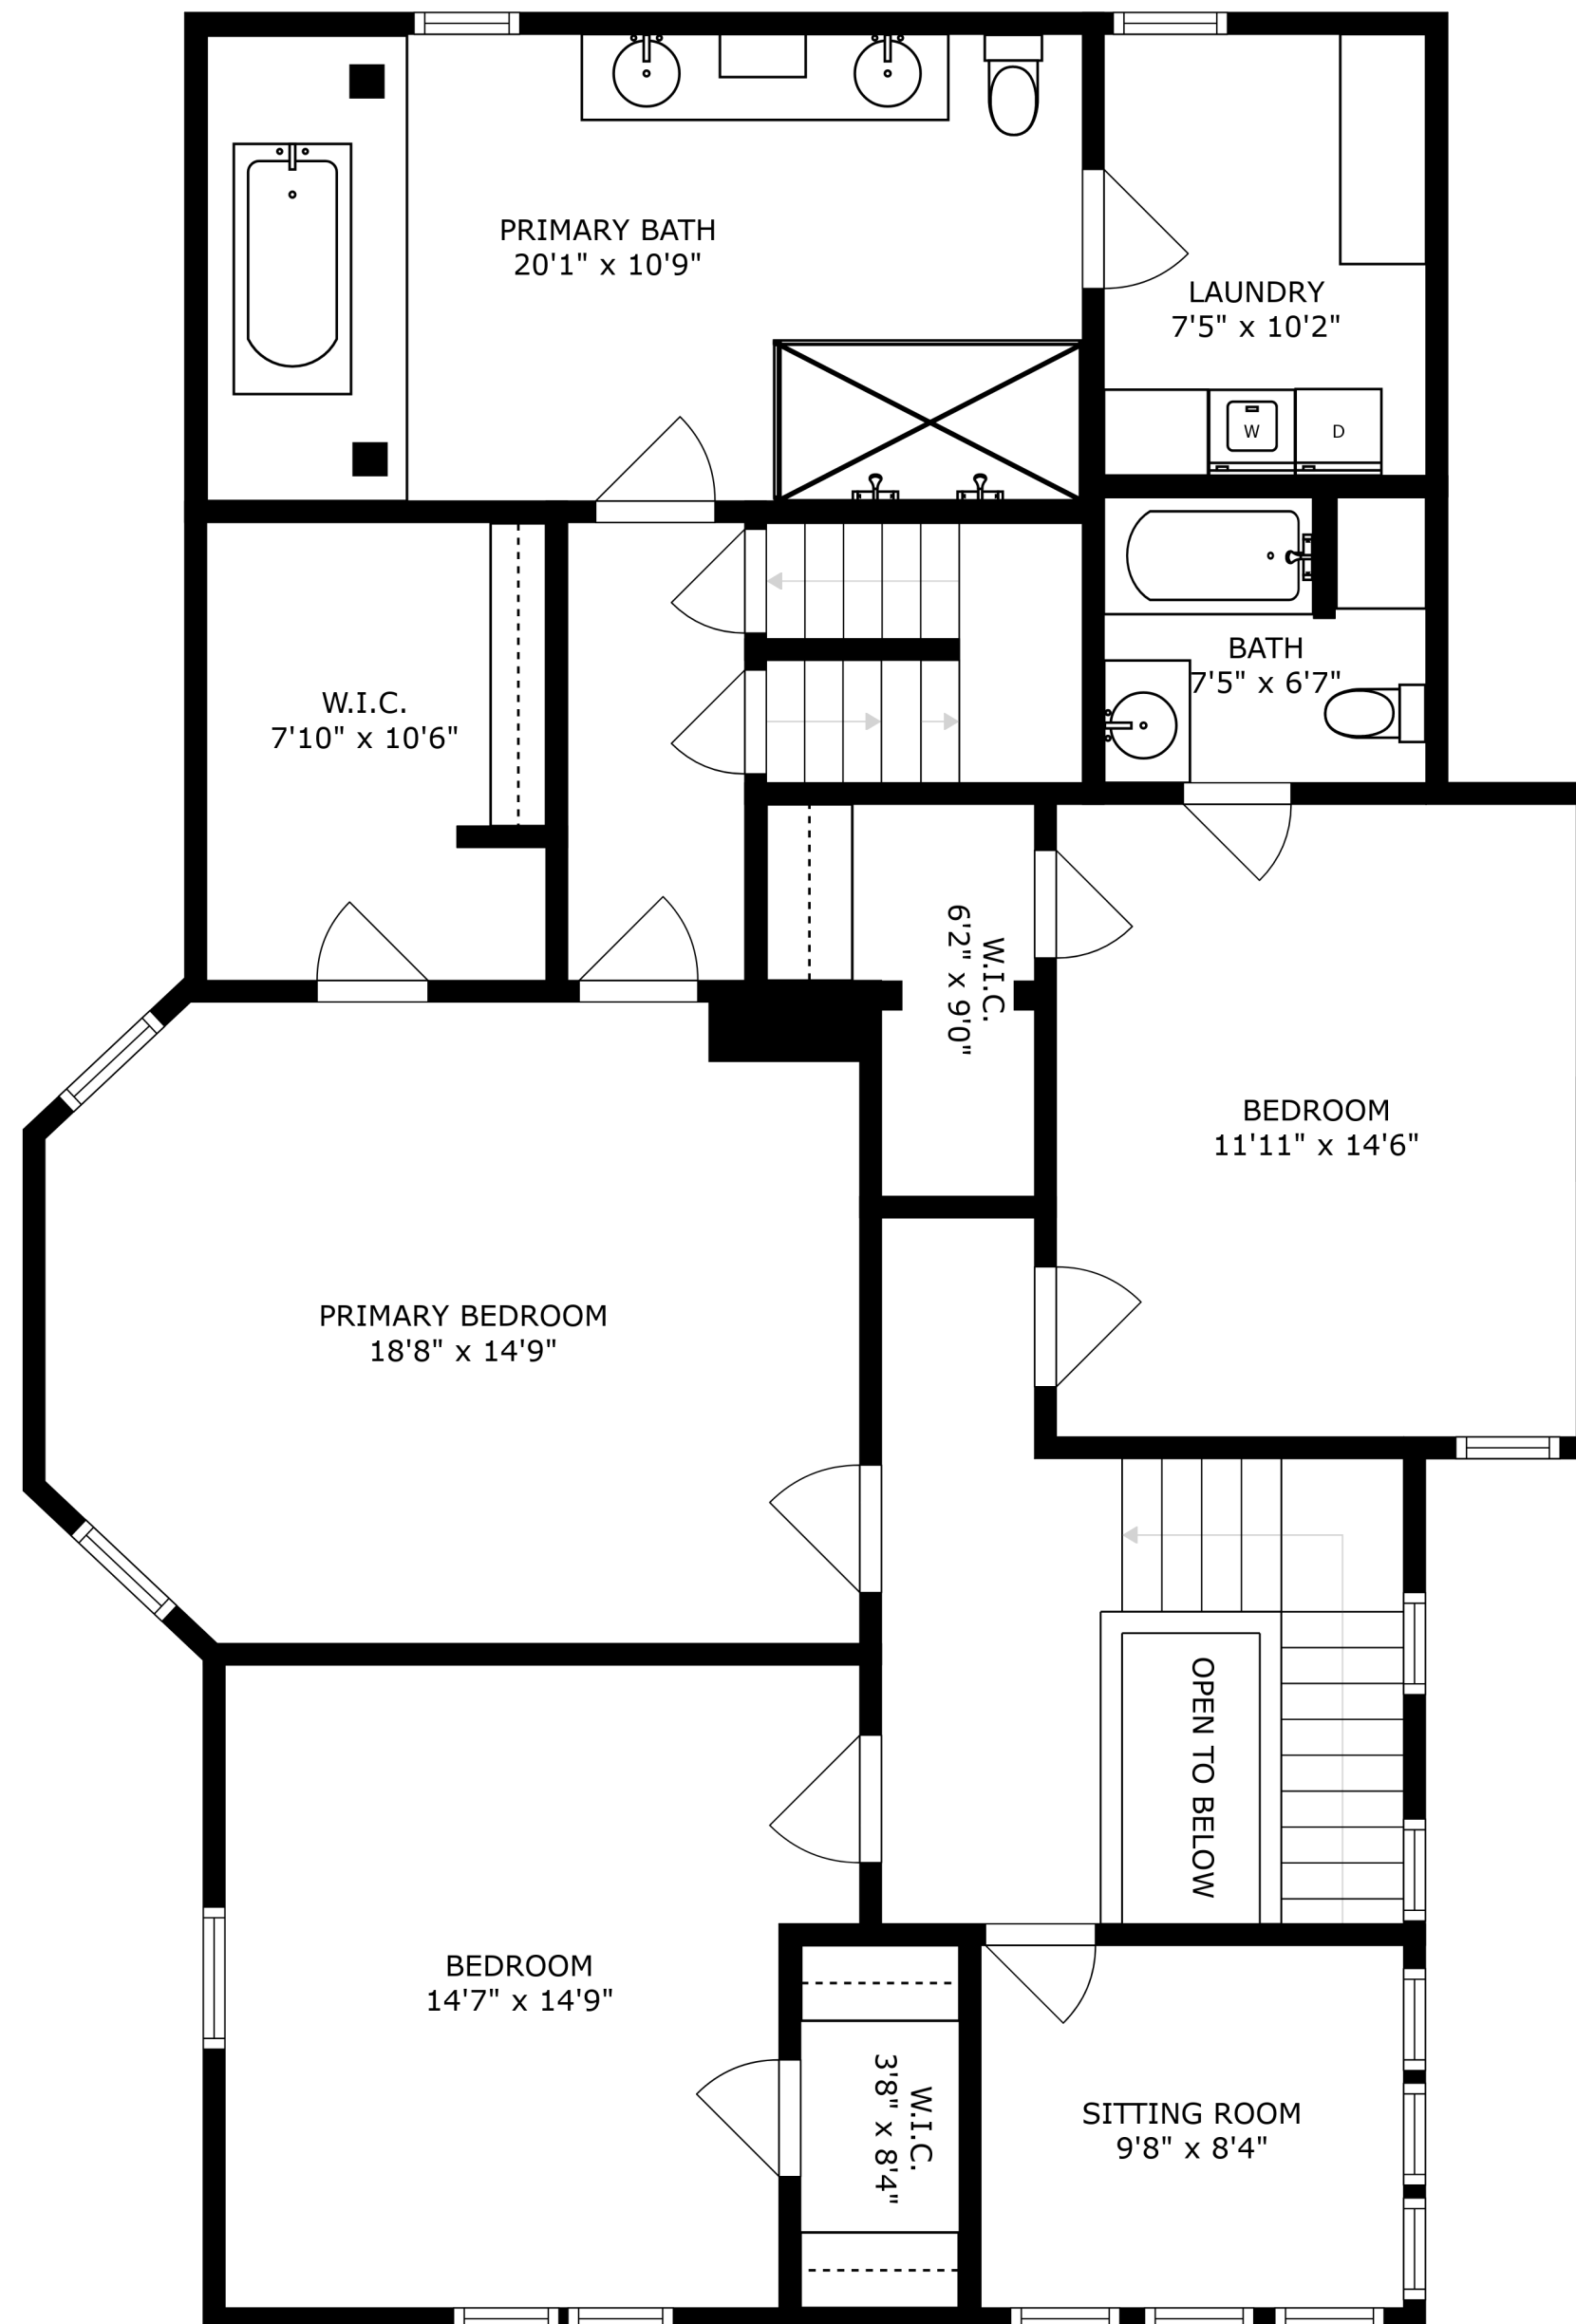 PRIMARY BATH
20'1" x 10'9"
LAUNDRY
7'5" x 10'2"
W
D
BATH
7'5" x 6'7"
W.I.C.
7'10" x 10'6"
W.I.C.
6'2" x 9'0"
BEDROOM
11'11" x 14'6"
PRIMARY BEDROOM
18'8" x 14'9"
OPEN TO BELOW
BEDROOM
14'7" x 14'9"
W.I.C.
3'8" x 8'4"
SITTING ROOM
9'8" x 8'4"